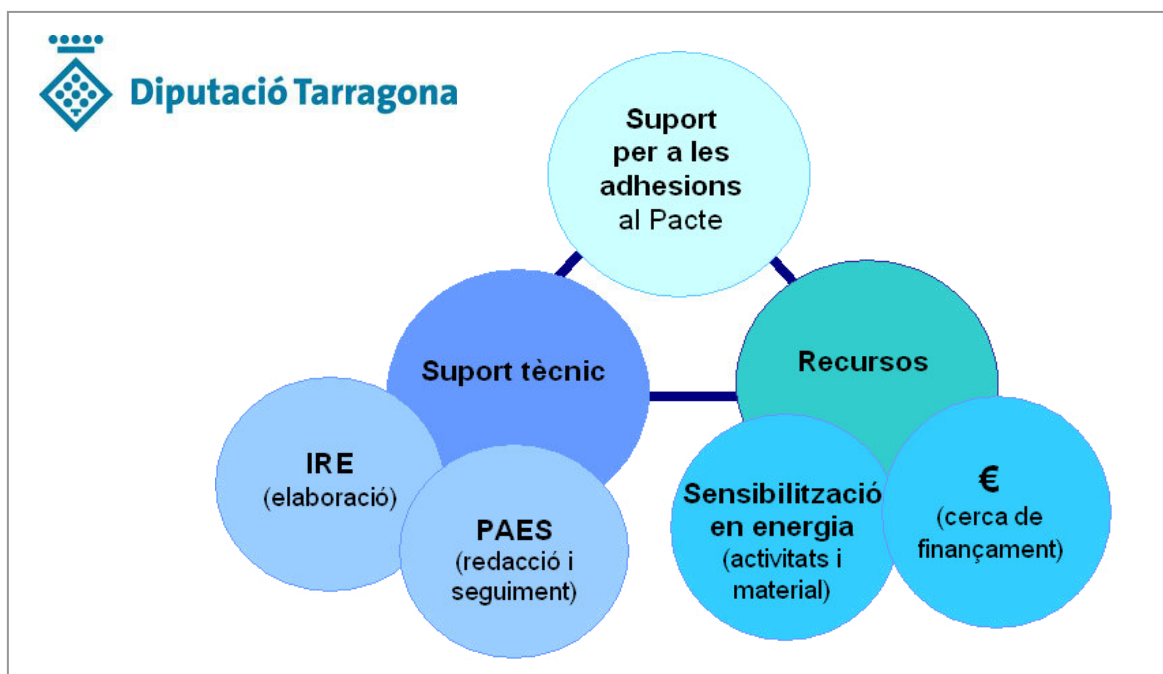 Diputació Tarragona
Suport
per a les
adhesions
al Pacte
Suport tècnic
Recursos
IRE
(elaboració)
PAES
(redacció i
seguiment)
Sensibilització
en energia
(activitats i
material)
€
(cerca de
finançament)